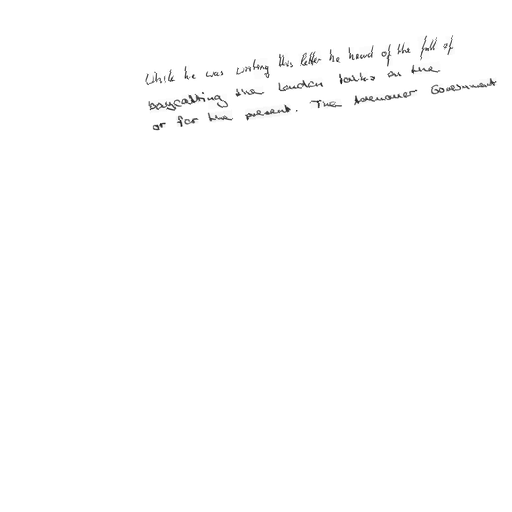 While he was writing this letter he heard of the fall of
boycotting the London talks on the
or for the present. The Adenauer Government